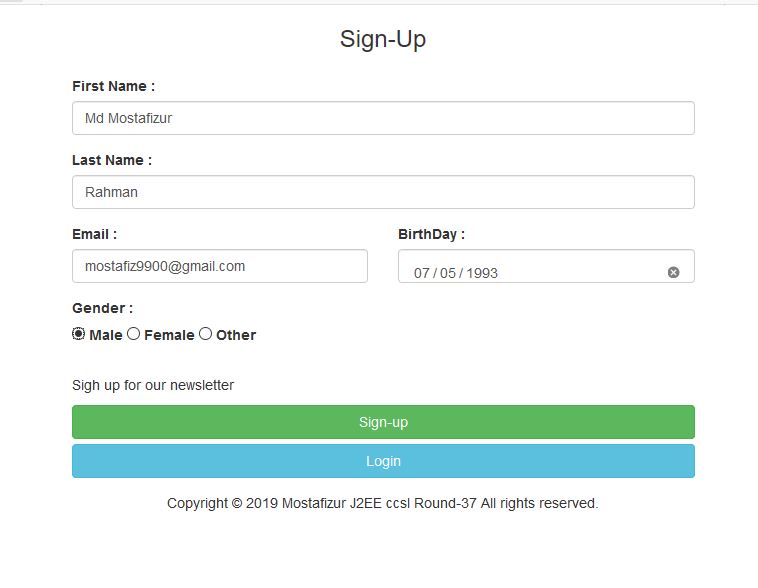 Sign-Up
First Name :
Md Mostafizur
Last Name :
Rahman
Email :
BirthDay :
mostafiz9900@gmail.com
07 / 05 / 1993
Gender :
Male Female Other
Sigh up for our newsletter
Sign-up
Login
Copyright © 2019 Mostafizur J2EE ccsl Round-37 All rights reserved.